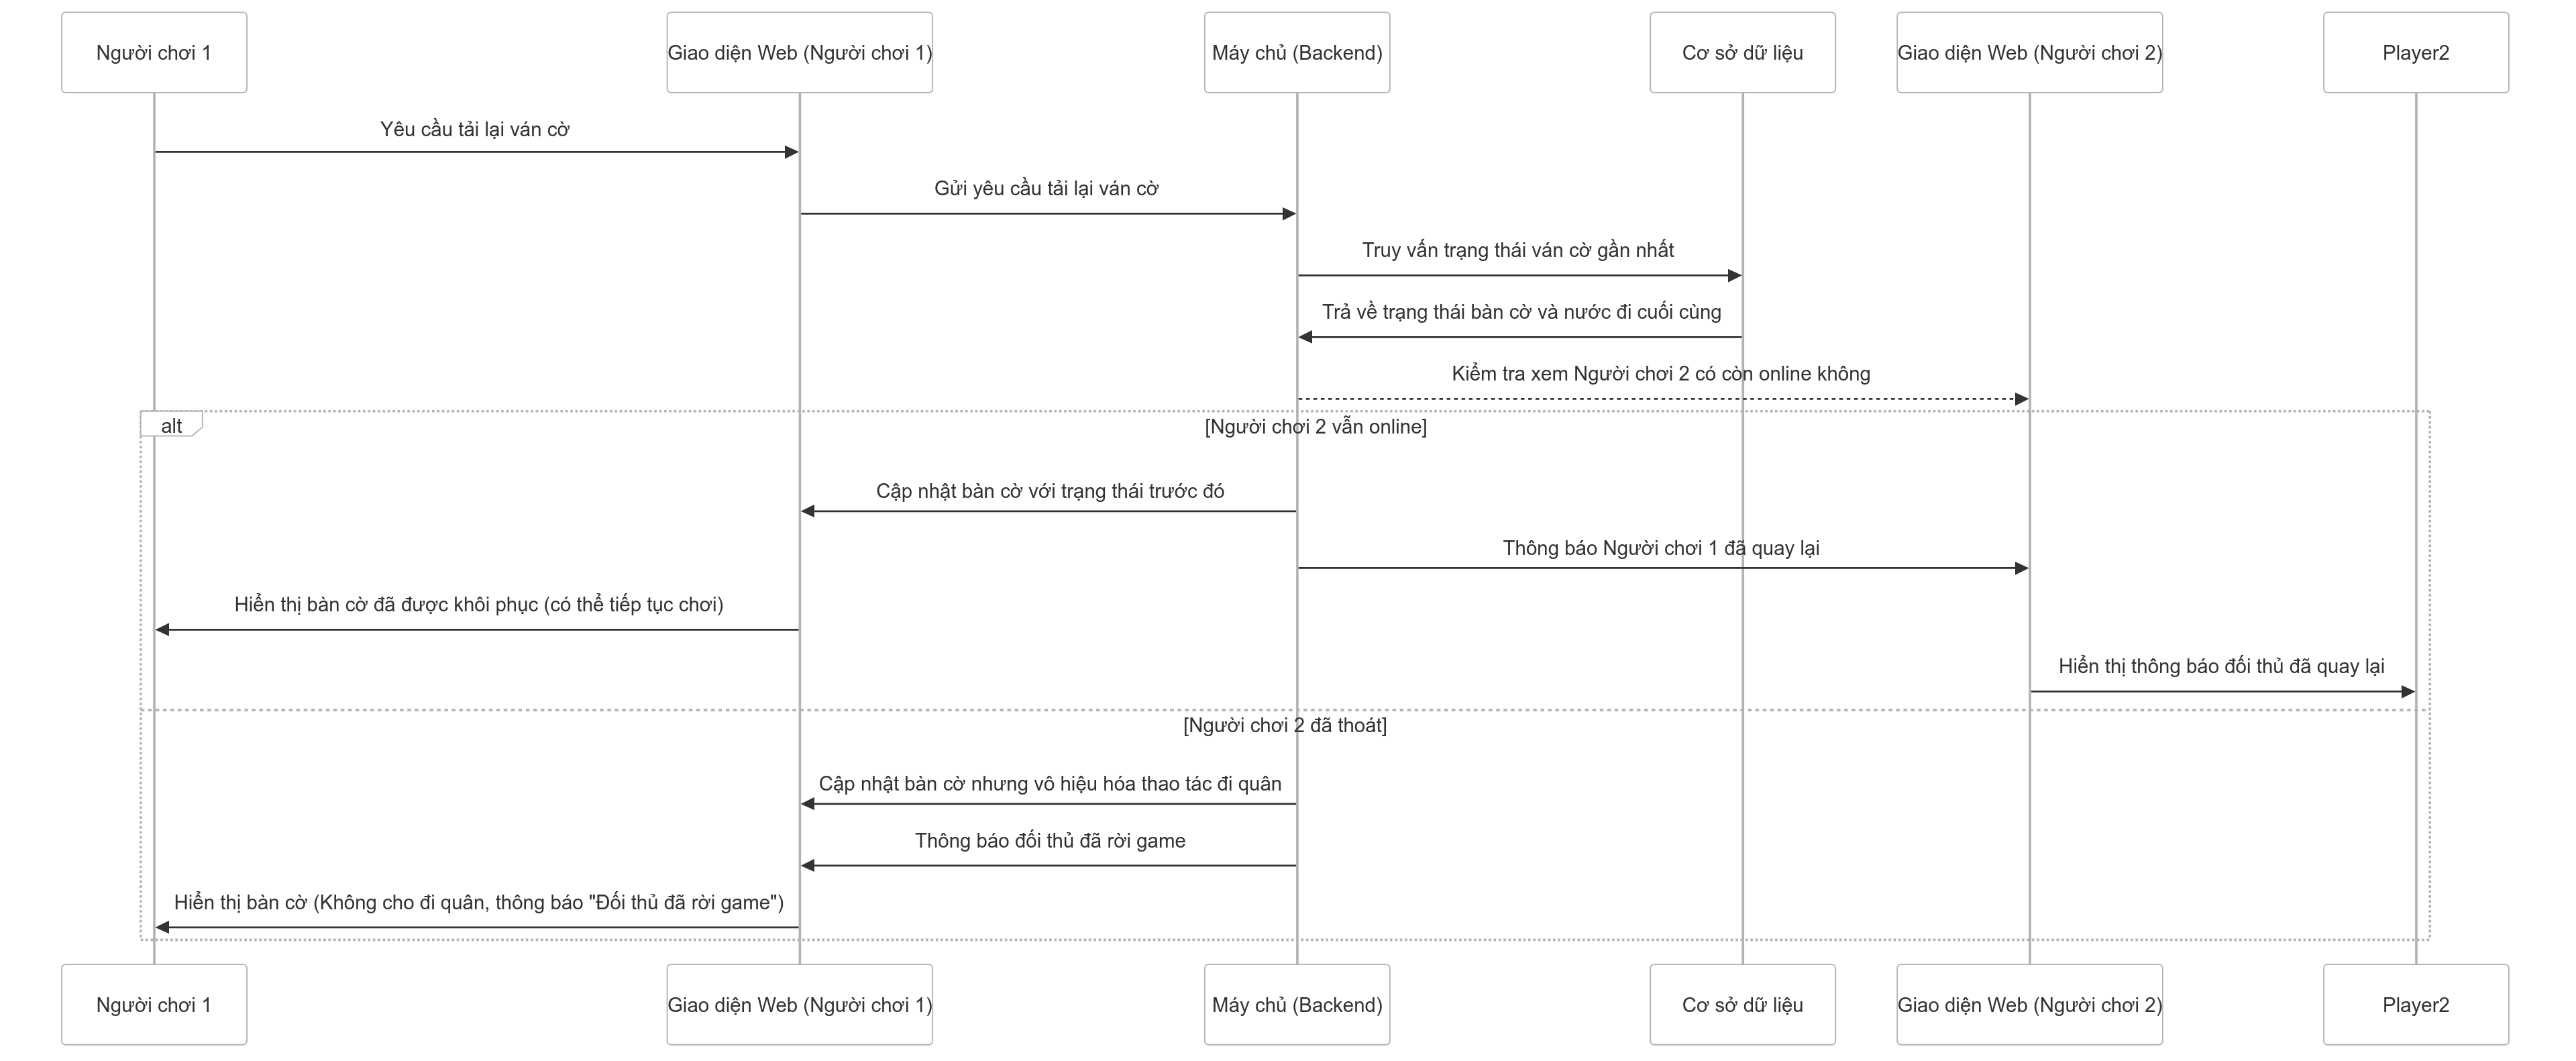 Người chơi 1
Giao diện Web (Người chơi 1)
Máy chủ (Backend)
Cơ sở dữ liệu
Giao diện Web (Người chơi 2)
Player2
Yêu cầu tải lại ván cờ
Gửi yêu cầu tải lại ván cờ
Truy vấn trạng thái ván cờ gần nhất
Trả về trạng thái bàn cờ và nước đi cuối cùng
Kiểm tra xem Người chơi 2 có còn online không
alt
[Người chơi 2 vẫn online]
Cập nhật bàn cờ với trạng thái trước đó
Thông báo Người chơi 1 đã quay lại
Hiển thị bàn cờ đã được khôi phục (có thể tiếp tục chơi)
Hiển thị thông báo đối thủ đã quay lại
[Người chơi 2 đã thoát]
Cập nhật bàn cờ nhưng vô hiệu hóa thao tác đi quân
Thông báo đối thủ đã rời game
Hiển thị bàn cờ (Không cho đi quân, thông báo "Đối thủ đã rời game")
Người chơi 1
Giao diện Web (Người chơi 1)
Máy chủ (Backend)
Cơ sở dữ liệu
Giao diện Web (Người chơi 2)
Player2